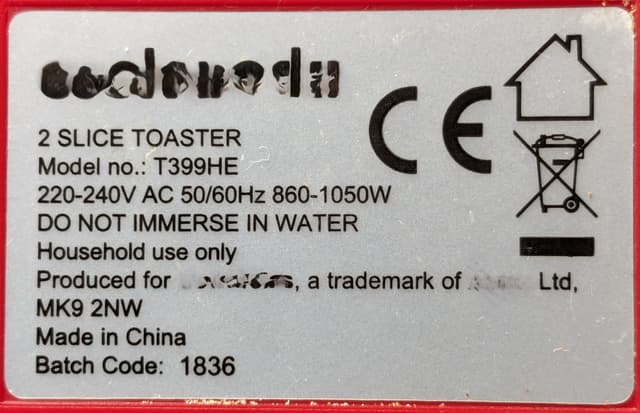 CE
2 SLICE TOASTER
Model no.: T399HE
220-240V AC 50/60Hz 860-1050W
DO NOT IMMERSE IN WATER
Household use only
Produced for , a trademark of Ltd,
MK9 2NW
Made in China
Batch Code: 1836